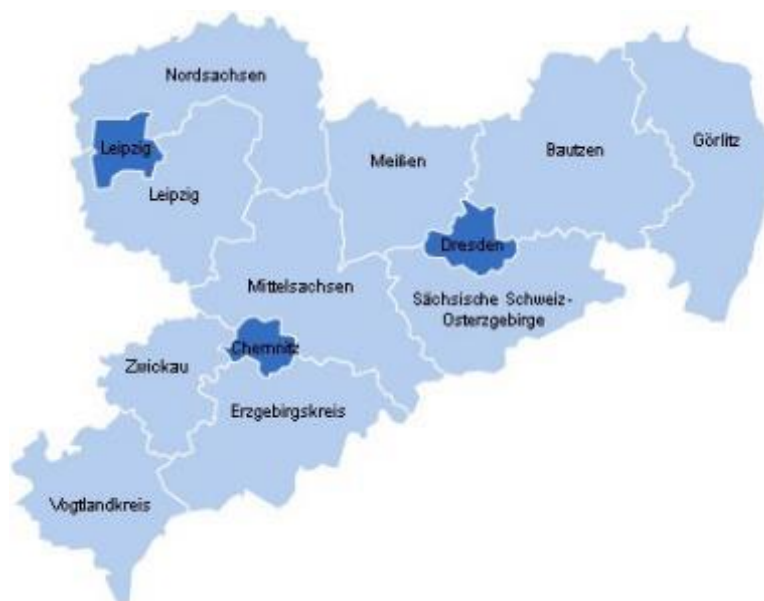 Nordsachsen
Leipzig
Leipzig
Meißen
Bautzen
Görlitz
Dresden
Mittelsachsen
Sächsische Schweiz-
Osterzgebirge
Chemnitz
Zwickau
Erzgebirgskreis
Vogtlandkreis